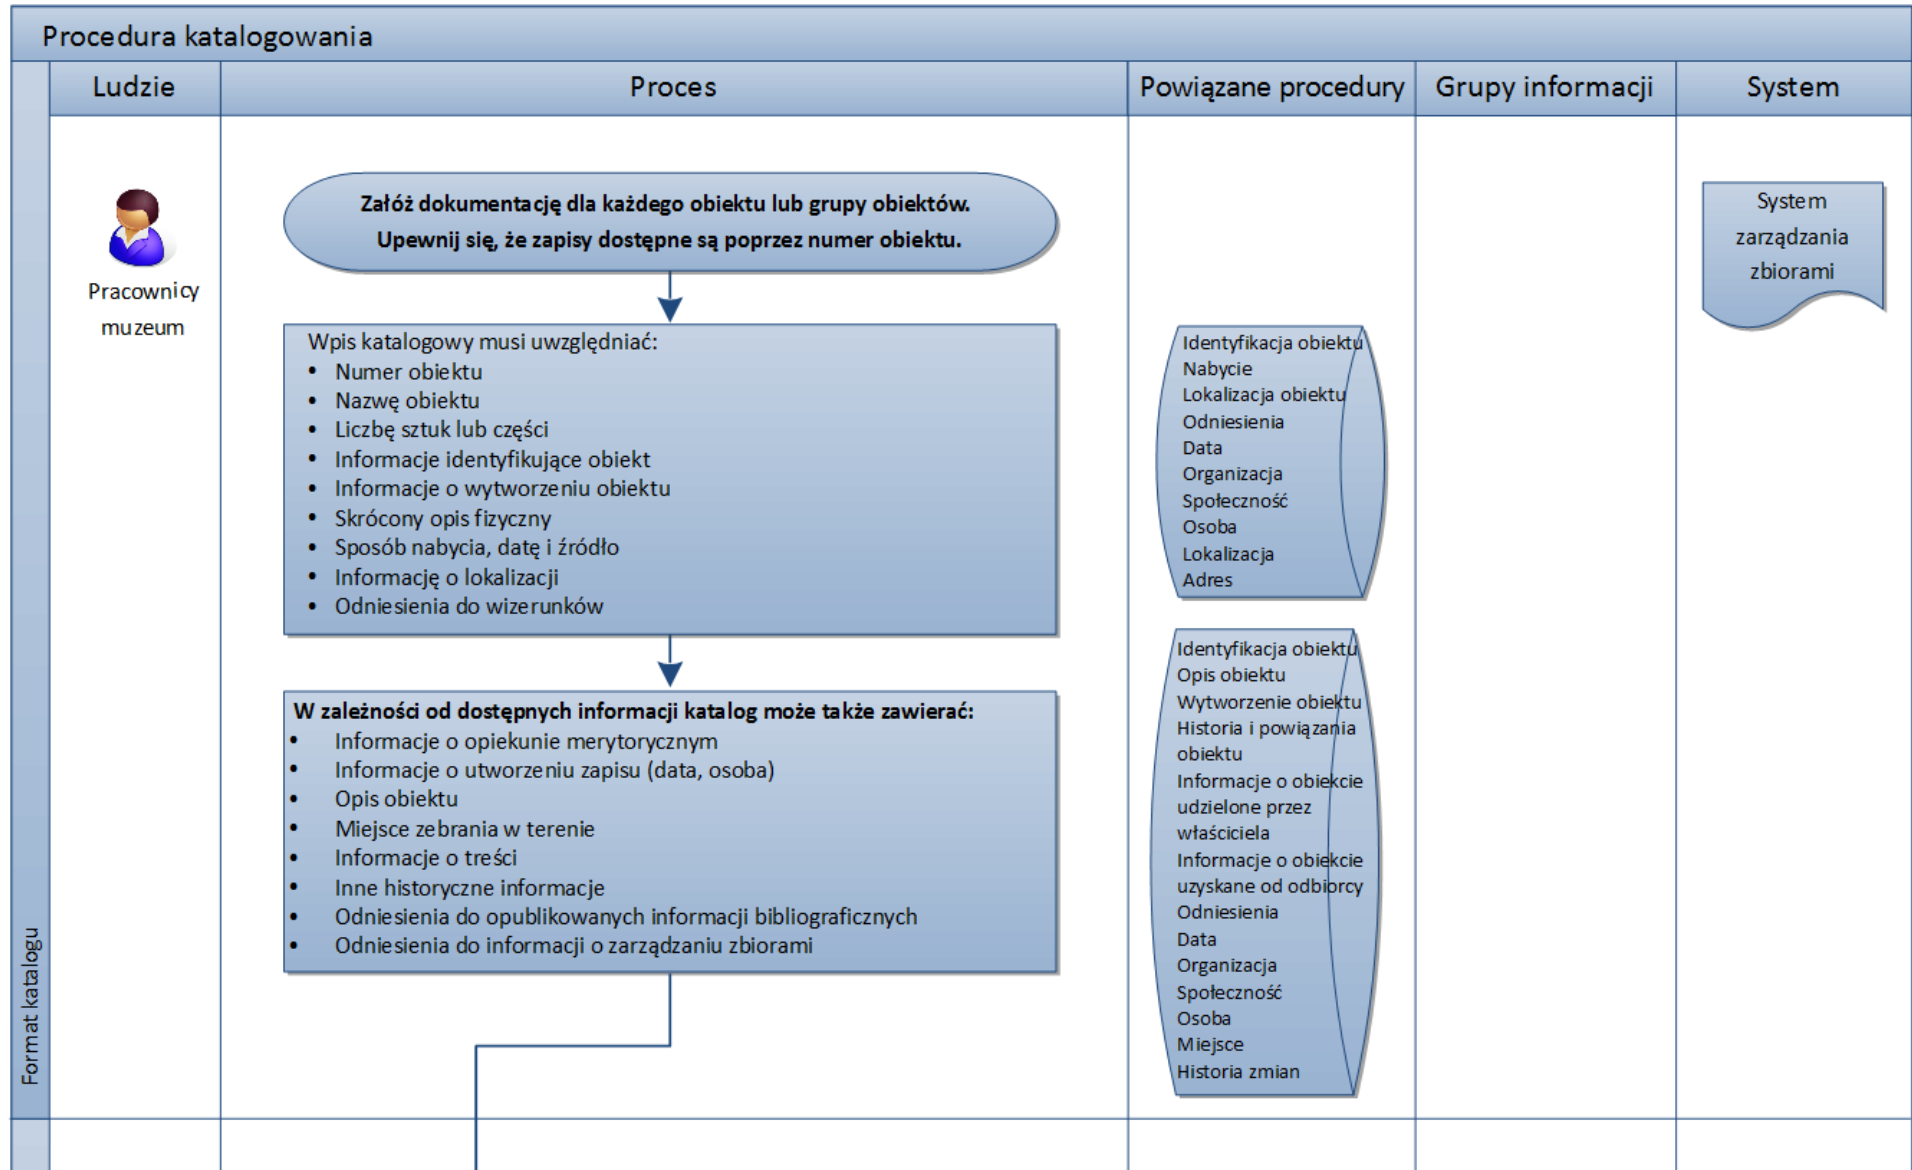 Procedura katalogowania
Ludzie
Proces
Powiązane procedury
Grupy informacji
System
Format katalogu
Pracownicy
muzeum
Załóż dokumentację dla każdego obiektu lub grupy obiektów.
Upewnij się, że zapisy dostępne są poprzez numer obiektu.
Wpis katalogowy musi uwzględniać:
• Numer obiektu
• Nazwę obiektu
• Liczbę sztuk lub części
• Informacje identyfikujące obiekt
• Informacje o wytworzeniu obiektu
• Skrócony opis fizyczny
• Sposób nabycia, datę i źródło
• Informację o lokalizacji
• Odniesienia do wizerunków
W zależności od dostępnych informacji katalog może także zawierać:
• Informacje o opiekunie merytorycznym
• Informacje o utworzeniu zapisu (data, osoba)
• Opis obiektu
• Miejsce zebrania w terenie
• Informacje o treści
• Inne historyczne informacje
• Odniesienia do opublikowanych informacji bibliograficznych
• Odniesienia do informacji o zarządzaniu zbiorami
Identyfikacja obiektu
Nabycie
Lokalizacja obiektu
Odniesienia
Data
Organizacja
Społeczność
Osoba
Lokalizacja
Adres
Identyfikacja obiektu
Opis obiektu
Wytworzenie obiektu
Historia i powiązania
obiektu
Informacje o obiekcie
udzielone przez
właściciela
Informacje o obiekcie
uzyskane od odbiorcy
Odniesienia
Data
Organizacja
Społeczność
Osoba
Miejsce
Historia zmian
System
zarządzania
zbiorami